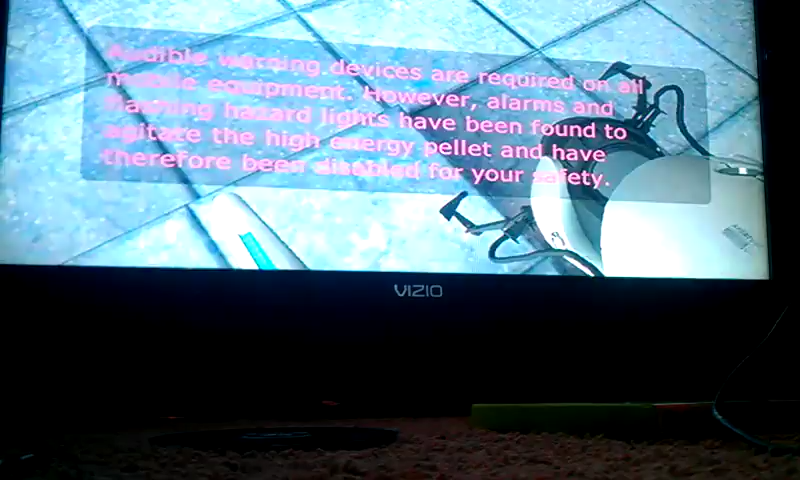 Audible warning devices are required on all
mobile equipment. However, alarms and
flashing hazard lights have been found to
agitate the high energy pellet and have
therefore been disabled for your safety.
VIZIO